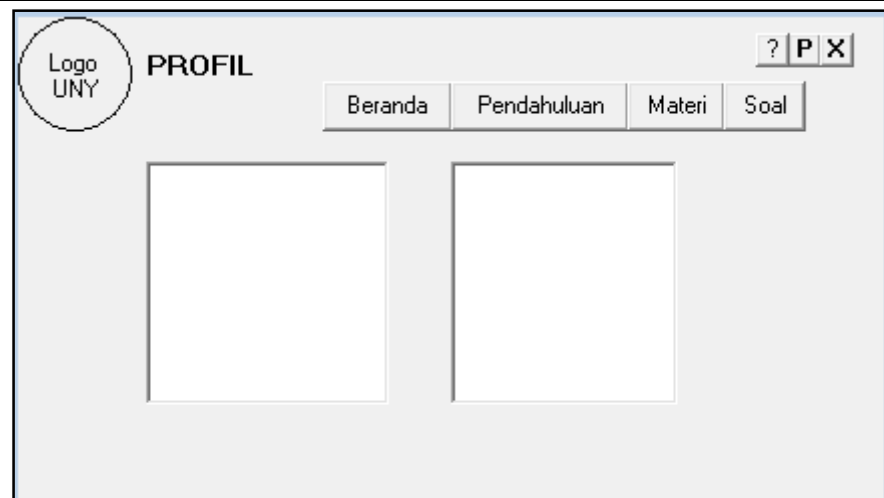 Logo
UNY
PROFIL
? P X
Beranda Pendahuluan Materi Soal